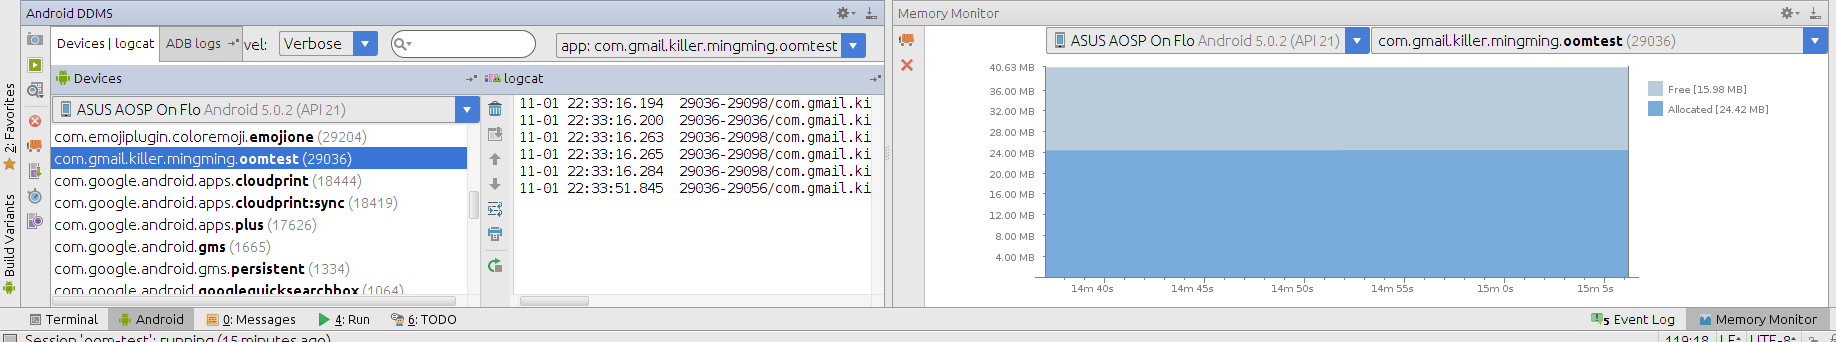 Android DDMS
Memory Monitor
Devices | logcat
ADB logs
vel:
Verbose
app: com.gmail.killer.mingming.oomtest
ASUS AOSP On Flo Android 5.0.2 (API 21)
com.gmail.killer.mingming.oomtest (29036)
Devices
logcat
ASUS AOSP On Flo Android 5.0.2 (API 21)
com.emojiplugin.coloremoji.emojione (29204)
com.gmail.killer.mingming.oomtest (29036)
com.google.android.apps.cloudprint (18444)
com.google.android.apps.cloudprint:sync (18419)
com.google.android.apps.plus (17626)
com.google.android.gms (1665)
com.google.android.gms.persistent (1334)
com.google.android.googlequicksearchbox (1064)
11-01 22:33:16.194 29036-29098/com.gmail.ki
11-01 22:33:16.200 29036-29036/com.gmail.ki
11-01 22:33:16.263 29036-29098/com.gmail.ki
11-01 22:33:16.265 29036-29098/com.gmail.ki
11-01 22:33:16.284 29036-29098/com.gmail.ki
11-01 22:33:51.845 29036-29056/com.gmail.ki
40.63 MB
36.00 MB
32.00 MB
28.00 MB
24.00 MB
20.00 MB
16.00 MB
12.00 MB
8.00 MB
4.00 MB
14m 40s
14m 45s
14m 50s
14m 55s
15m 0s
15m 5s
Free [15.98 MB]
Allocated [24.42 MB]
2: Favorites
Build Variants
Terminal
Android
0: Messages
4: Run
6: TODO
5 Event Log
Memory Monitor
Session 'oom-test': running (15 minutes ago)
119:18
LF
UTF-8